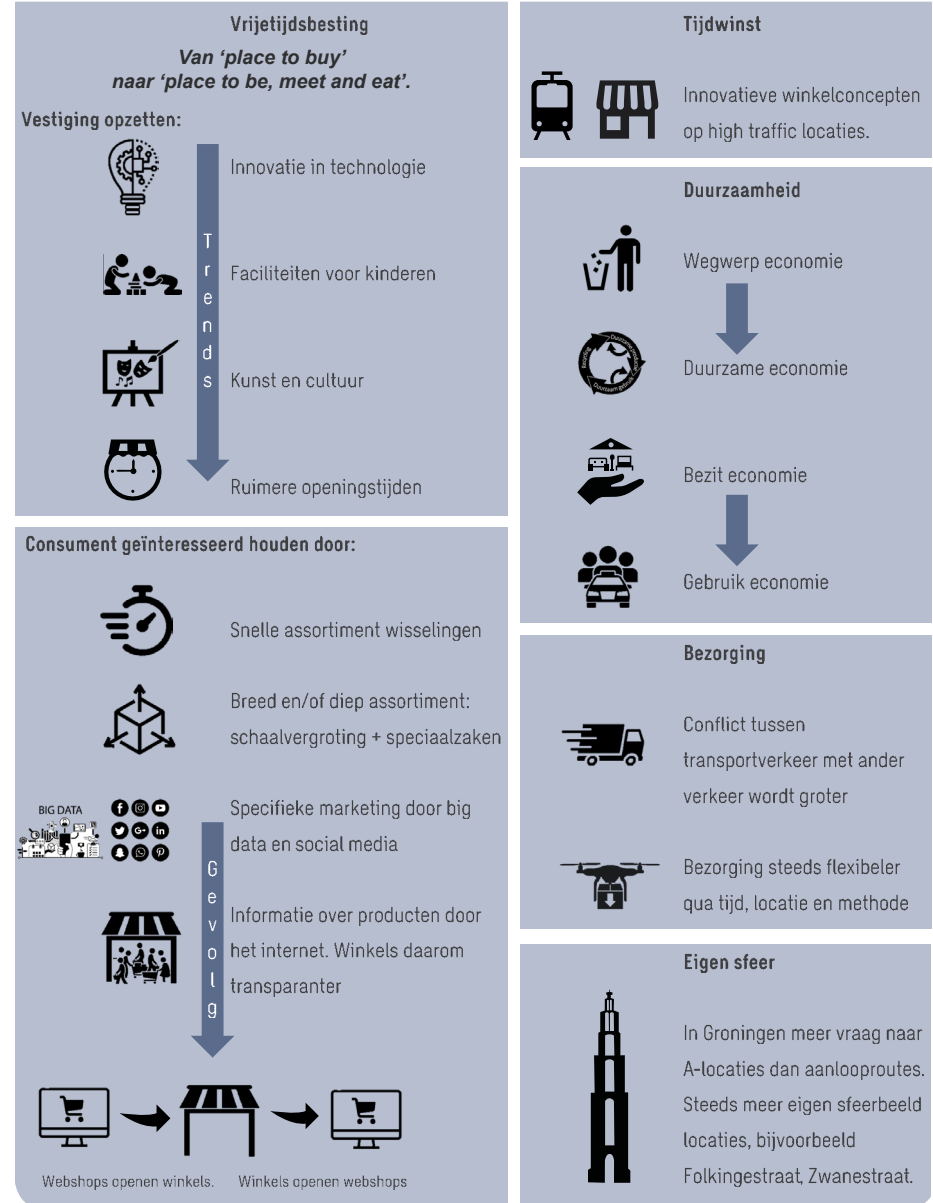 Vrijetijdsbesting
Van ‘place to buy’
naar ‘place to be, meet and eat’.
Vestiging opzetten:
Trends
Innovatie in technologie
Faciliteiten voor kinderen
Kunst en cultuur
Ruimere openingstijden
Consument geïnteresseerd houden door:
Snelle assortiment wisselingen
Breed en/of diep assortiment:
schaalvergroting + speciaalzaken
BIG DATA
Specifieke marketing door big
data en social media
Gevolg
Informatie over producten door
het internet. Winkels daarom
transparanter
Webshops openen winkels.
Winkels openen webshops
Tijdwinst
Innovatieve winkelconcepten
op high traffic locaties.
Duurzaamheid
Wegwerp economie
Duurzame economie
Bezit economie
Gebruik economie
Bezorging
Conflict tussen
transportverkeer met ander
verkeer wordt groter
Bezorging steeds flexibeler
qua tijd, locatie en methode
Eigen sfeer
In Groningen meer vraag naar
A-locaties dan aanlooproutes.
Steeds meer eigen sfeerbeeld
locaties, bijvoorbeeld
Folkingestraat, Zwanestraat.